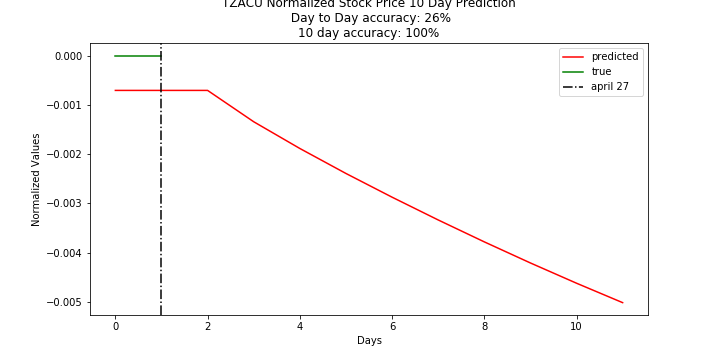 TZACU Normalized Stock Price 10 Day Prediction
Day to Day accuracy: 26%
10 day accuracy: 100%
0.000
−0.001
−0.002
−0.003
−0.004
−0.005
Normalized Values
0
2
4
6
8
10
Days
predicted
true
april 27